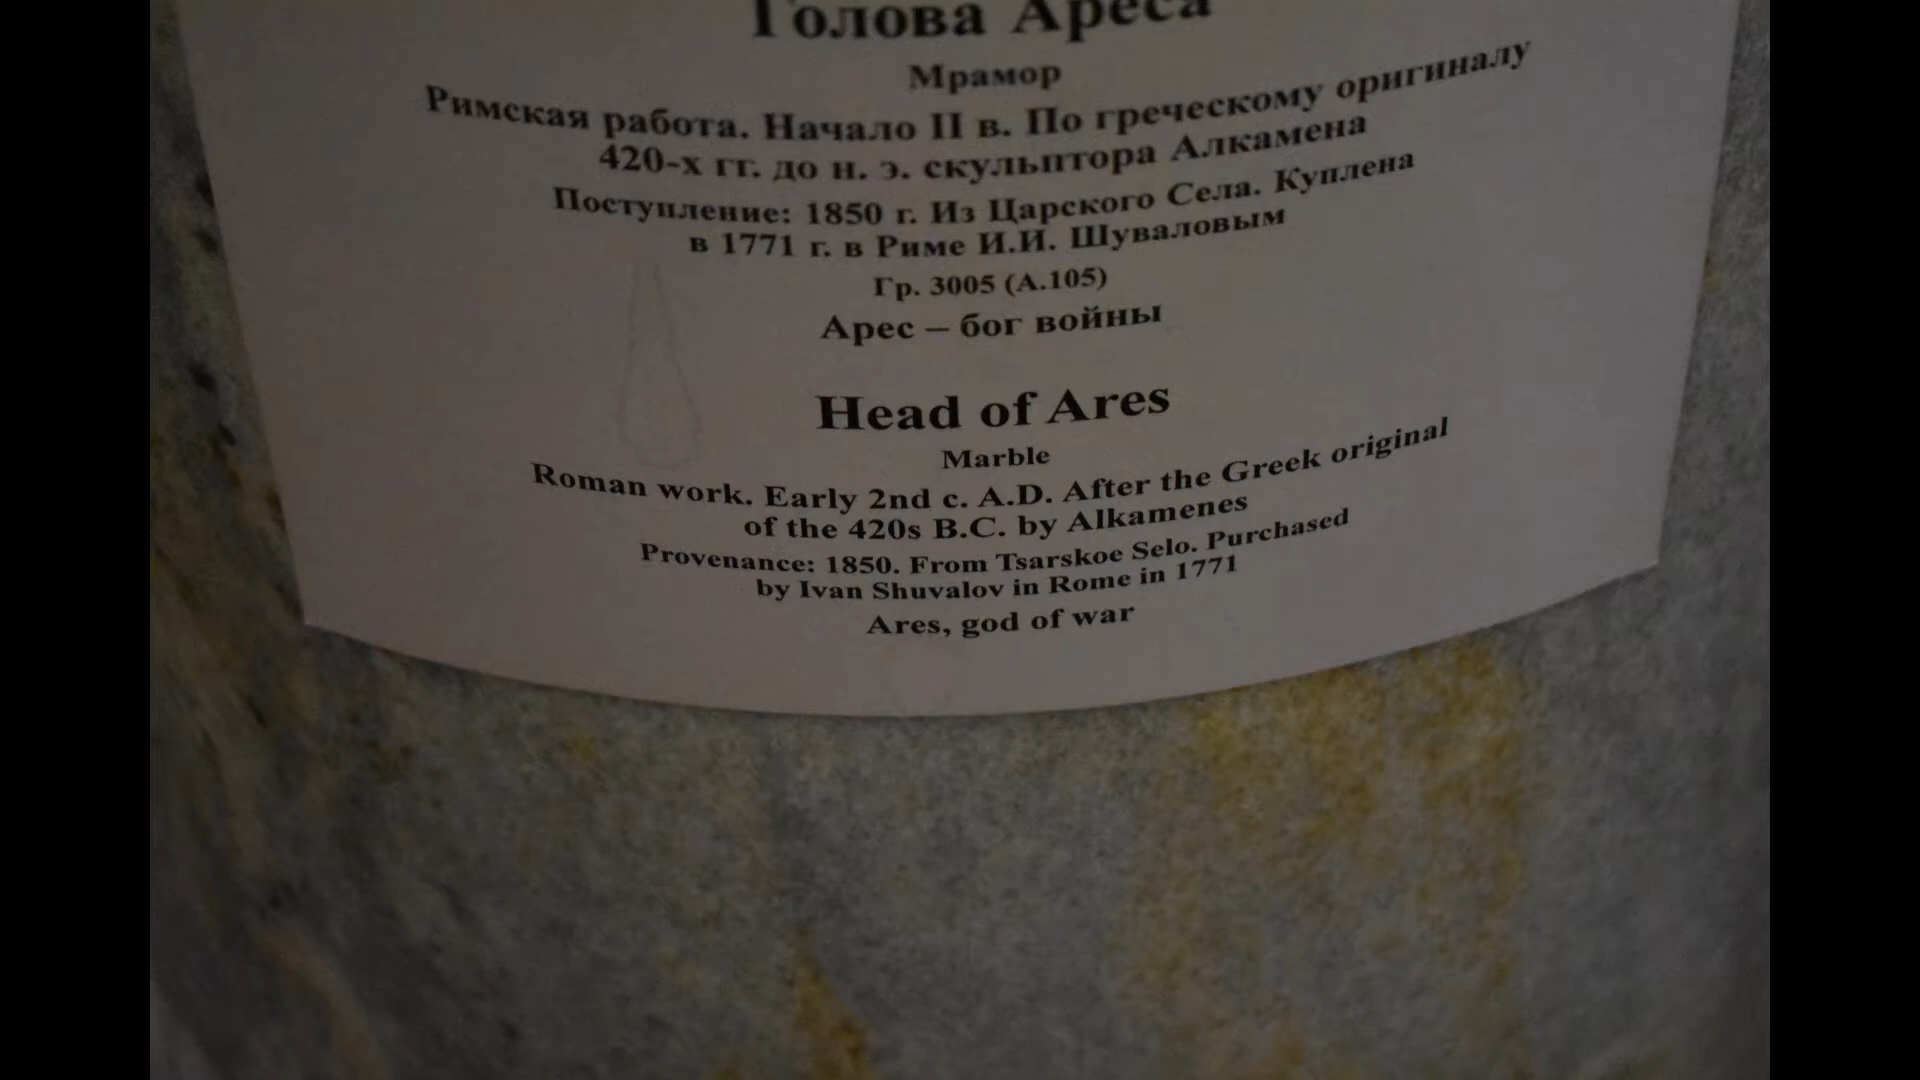 Голова Ареса
Мрамор
Римская работа. Начало II в. По греческому оригиналу
420-х гг. до н. э. скульптора Алкамена
Поступление: 1850 г. Из Царского Села. Куплена
в 1771 г. в Риме И.И. Шуваловым
Гр. 3005 (А.105)
Арес – бог войны
Head of Ares
Marble
Roman work. Early 2nd c. A.D. After the Greek original
of the 420s B.C. by Alkamenes
Provenance: 1850. From Tsarskoe Selo. Purchased
by Ivan Shuvalov in Rome in 1771
Ares, god of war